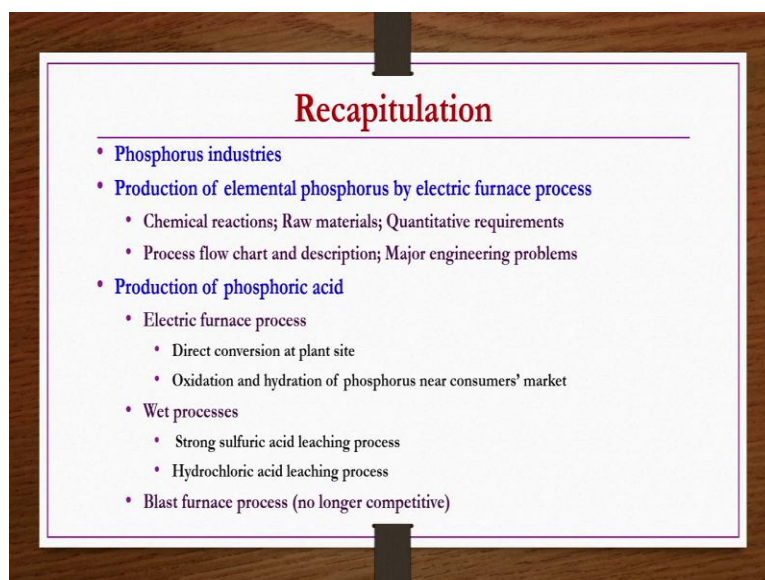 Recapitulation
• Phosphorus industries
• Production of elemental phosphorus by electric furnace process
• Chemical reactions; Raw materials; Quantitative requirements
• Process flow chart and description; Major engineering problems
• Production of phosphoric acid
• Electric furnace process
• Direct conversion at plant site
• Oxidation and hydration of phosphorus near consumers’ market
• Wet processes
• Strong sulfuric acid leaching process
• Hydrochloric acid leaching process
• Blast furnace process (no longer competitive)